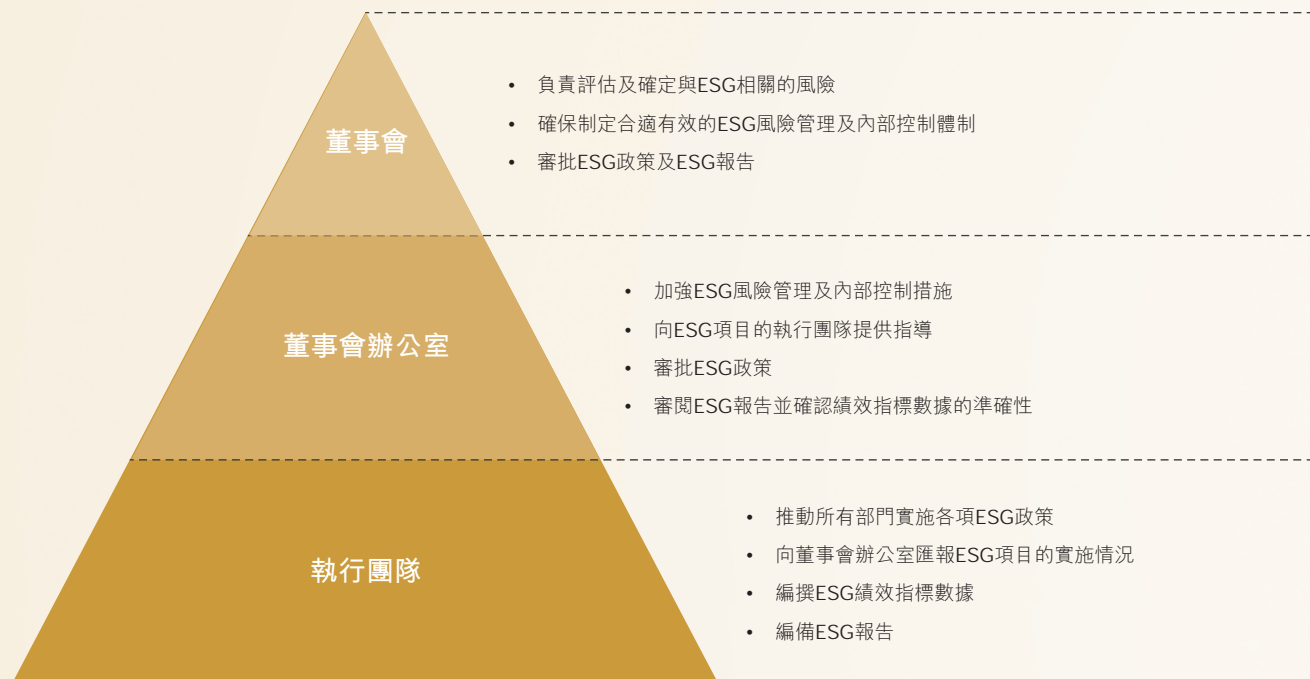 董事會
• 負責評估及確定與ESG相關的風險
• 確保制定合適有效的ESG風險管理及內部控制體制
• 審批ESG政策及ESG報告
董事會辦公室
• 加強ESG風險管理及內部控制措施
• 向ESG項目的執行團隊提供指導
• 審批ESG政策
• 審閱ESG報告並確認績效指標數據的準確性
執行團隊
• 推動所有部門實施各項ESG政策
• 向董事會辦公室匯報ESG項目的實施情況
• 編撰ESG績效指標數據
• 編備ESG報告